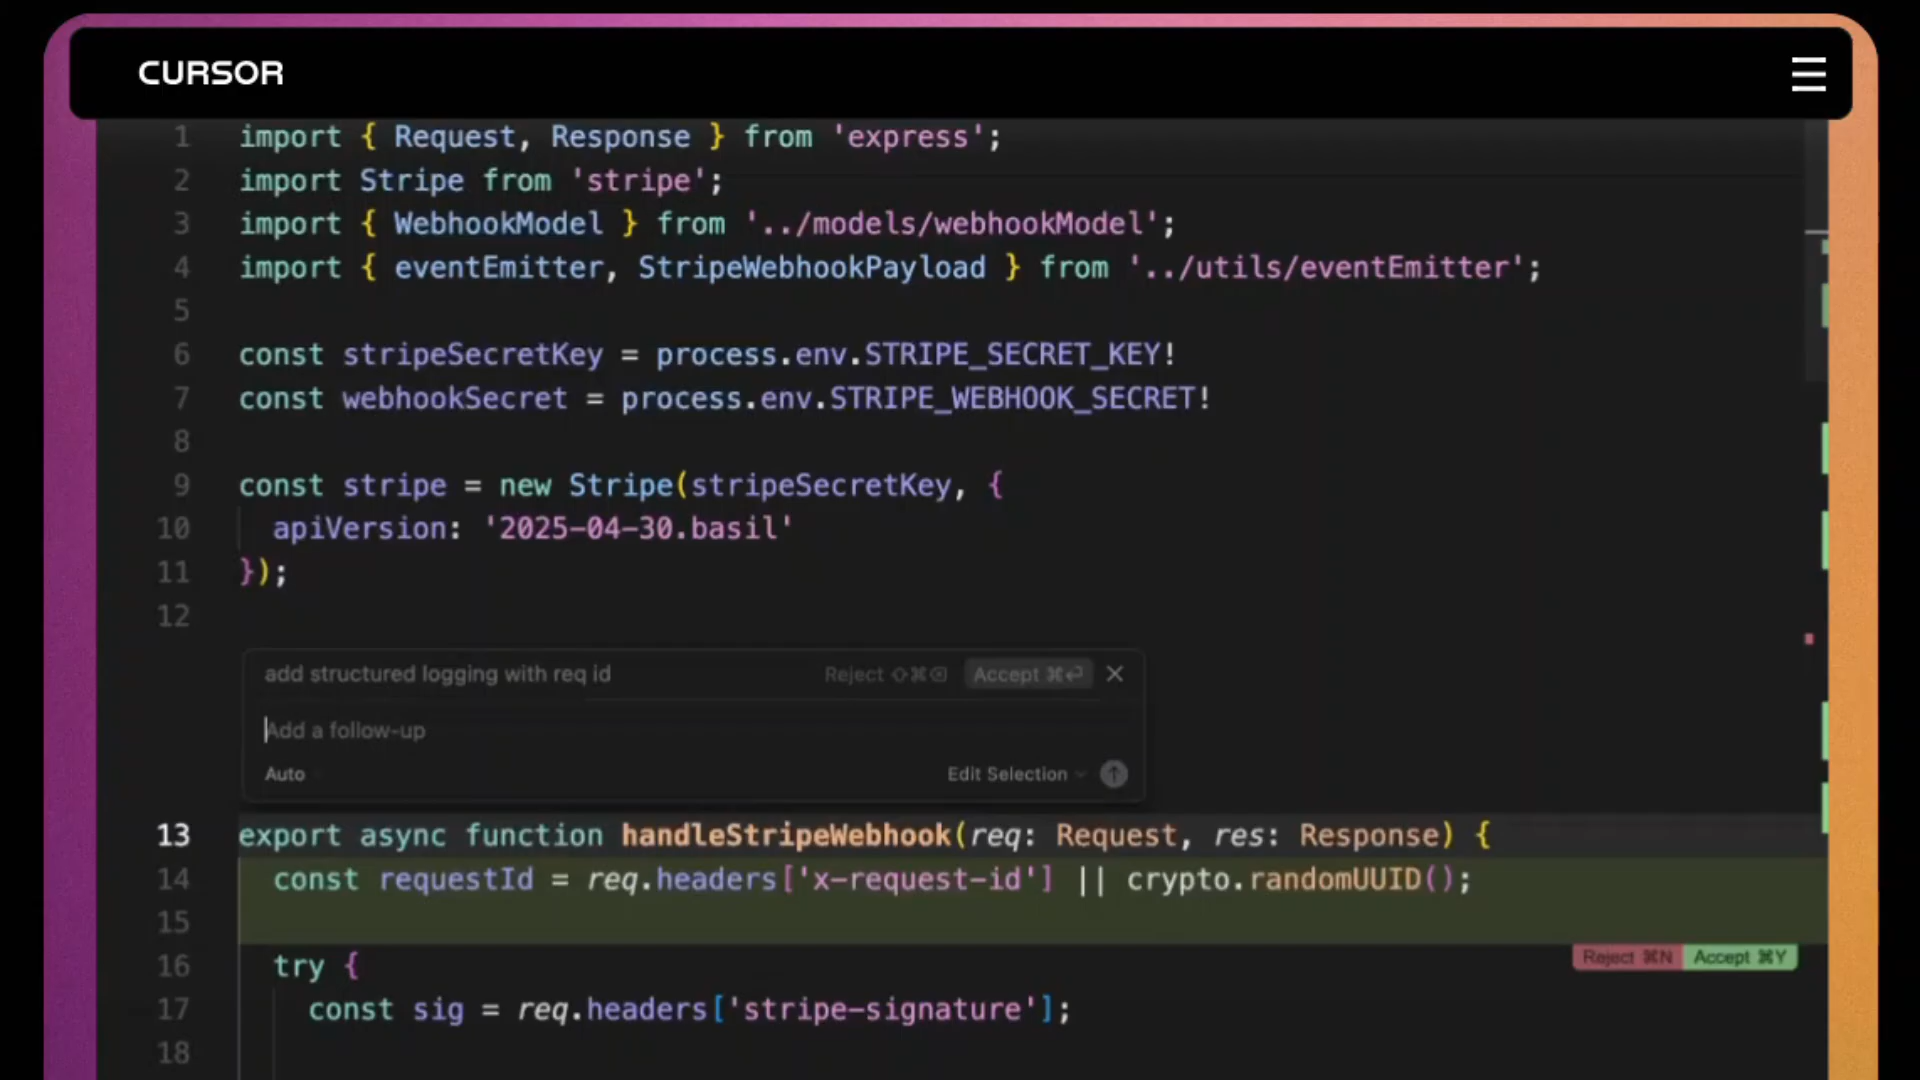 CURSOR
1 import { Request, Response } from 'express';
2 import Stripe from 'stripe';
3 import { WebhookModel } from '../models/webhookModel';
4 import { eventEmitter, StripeWebhookPayload } from '../utils/eventEmitter';
5
6 const stripeSecretKey = process.env.STRIPE_SECRET_KEY!
7 const webhookSecret = process.env.STRIPE_WEBHOOK_SECRET!
8
9 const stripe = new Stripe(stripeSecretKey, {
10 apiVersion: '2025-04-30.basil'
11 });
12
add structured logging with req id Reject ⇧⌘⌫ Accept ⌘⏎
Add a follow-up
Auto Edit Selection
13 export async function handleStripeWebhook(req: Request, res: Response) {
14 const requestId = req.headers['x-request-id'] || crypto.randomUUID();
15
16 try {
Reject ⌘N Accept ⌘Y
17 const sig = req.headers['stripe-signature'];
18